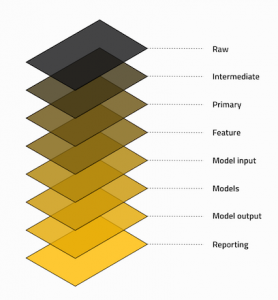 Raw
Intermediate
Primary
Feature
Model input
Models
Model output
Reporting